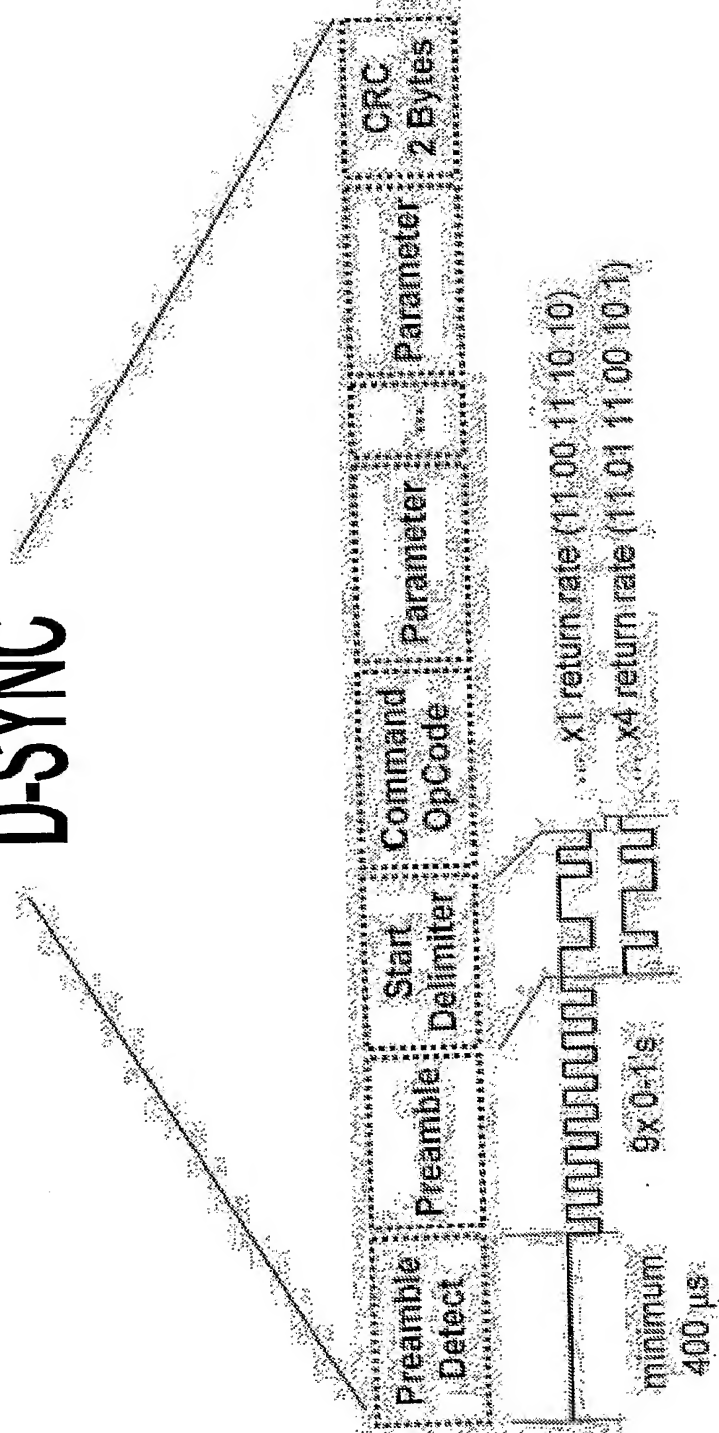 D-SYNC
Preamble
Detect
Preamble
Start
Delimiter
Command
OpCode
Parameter
...
Parameter
CRC
2 Bytes
minimum
400 µs
9x 0-1's
... x1 return rate (11 00 11 10 10)
... x4 return rate (11 01 11 00 10 1)